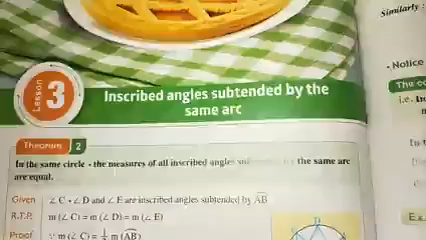 Similarly :
Lesson
3
Inscribed angles subtended by the
same arc
Theorem 2
In the same circle , the measures of all inscribed angles the same arc
are equal.
Given ∠ C , ∠ D and ∠ E are inscribed angles subtended by AB
R.T.P. m (∠ C) = m (∠ D) = m (∠ E)
Proof ∵ m (∠ C) = 1/2 m (AB)
D
• Notice
The co
i.e. In